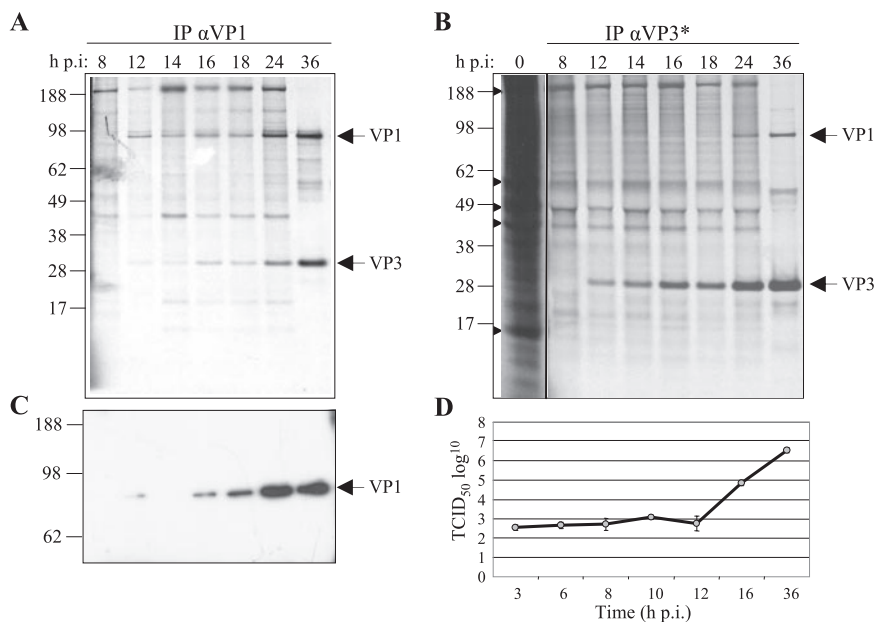 A
IP αVP1
h p.i: 8 12 14 16 18 24 36
188
98
62
49
38
28
17
VP1
VP3
B
IP αVP3*
h p.i: 0 8 12 14 16 18 24 36
188
98
62
49
38
28
17
VP1
VP3
C
188
98
62
VP1
D
TCID50 log10
8
7
6
5
4
3
2
1
0
3 6 8 10 12 16 36
Time (h p.i.)